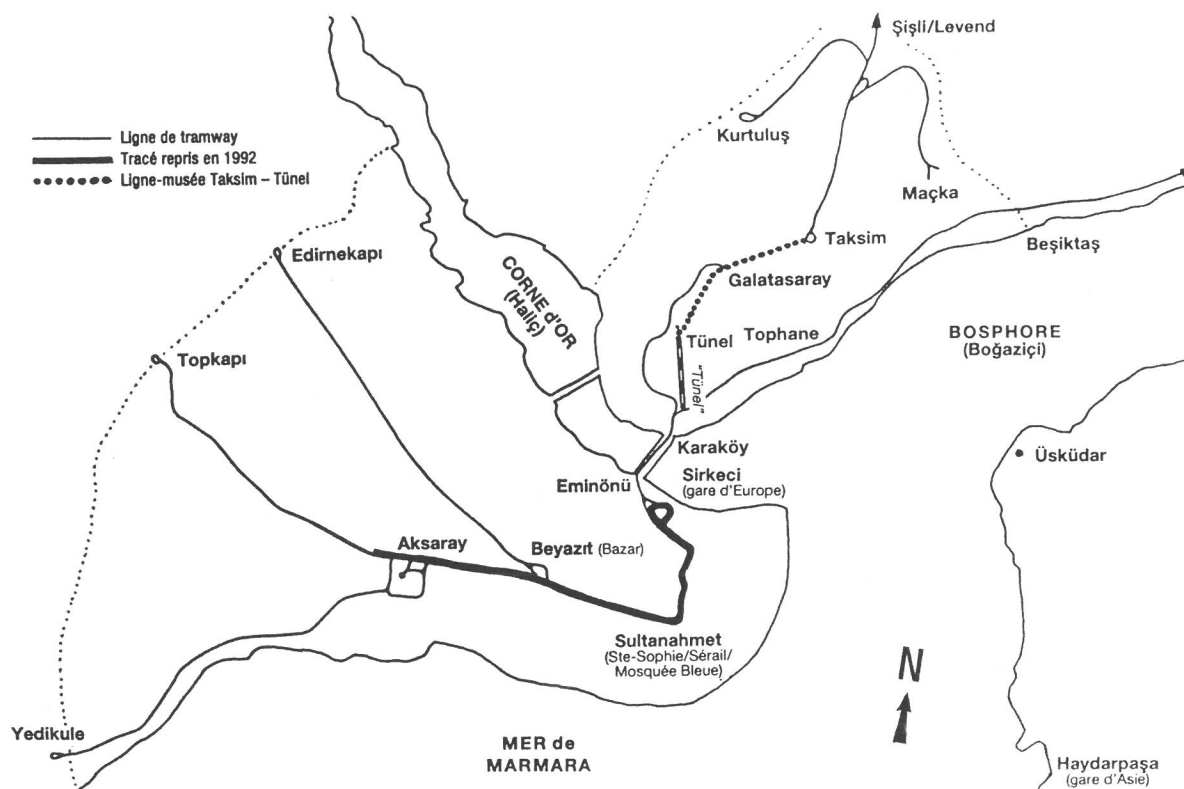 Şişli/Levend
Ligne de tramway
Tracé repris en 1992
Ligne-musée Taksim – Tünel
Kurtuluş
Maçka
Edirnekapı
Taksim
Beşiktaş
CORNE d'OR
(Haliç)
Galatasaray
Topkapı
Tünel
Tophane
BOSPHORE
(Boğaziçi)
"Tünel"
Karaköy
Üsküdar
Eminönü
Sirkeci
(gare d'Europe)
Aksaray
Beyazıt (Bazar)
Sultanahmet
(Ste-Sophie/Sérail/
Mosquée Bleue)
N
Yedikule
MER de
MARMARA
Haydarpaşa
(gare d'Asie)